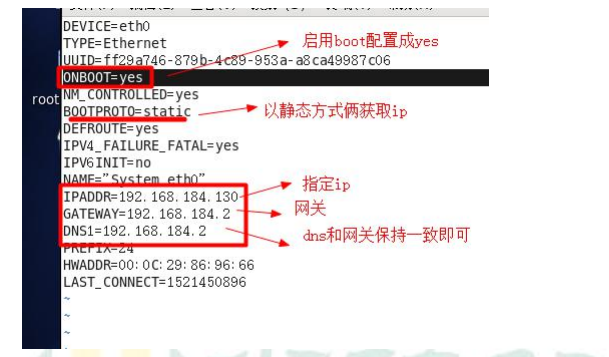 DEVICE=eth0
TYPE=Ethernet
启用boot配置成yes
UUID=ff29a746-879b-4c89-953a-a8ca49987c06
ONBOOT=yes
root
NM_CONTROLLED=yes
BOOTPROTO=static
以静态方式俩获取ip
DEFROUTE=yes
IPV4_FAILURE_FATAL=yes
IPV6INIT=no
NAME="System eth0"
指定ip
IPADDR=192.168.184.130
网关
GATEWAY=192.168.184.2
DNS1=192.168.184.2
dns和网关保持一致即可
PREFIX=24
HWADDR=00:0C:29:86:96:66
LAST_CONNECT=1521450896
~
~
~